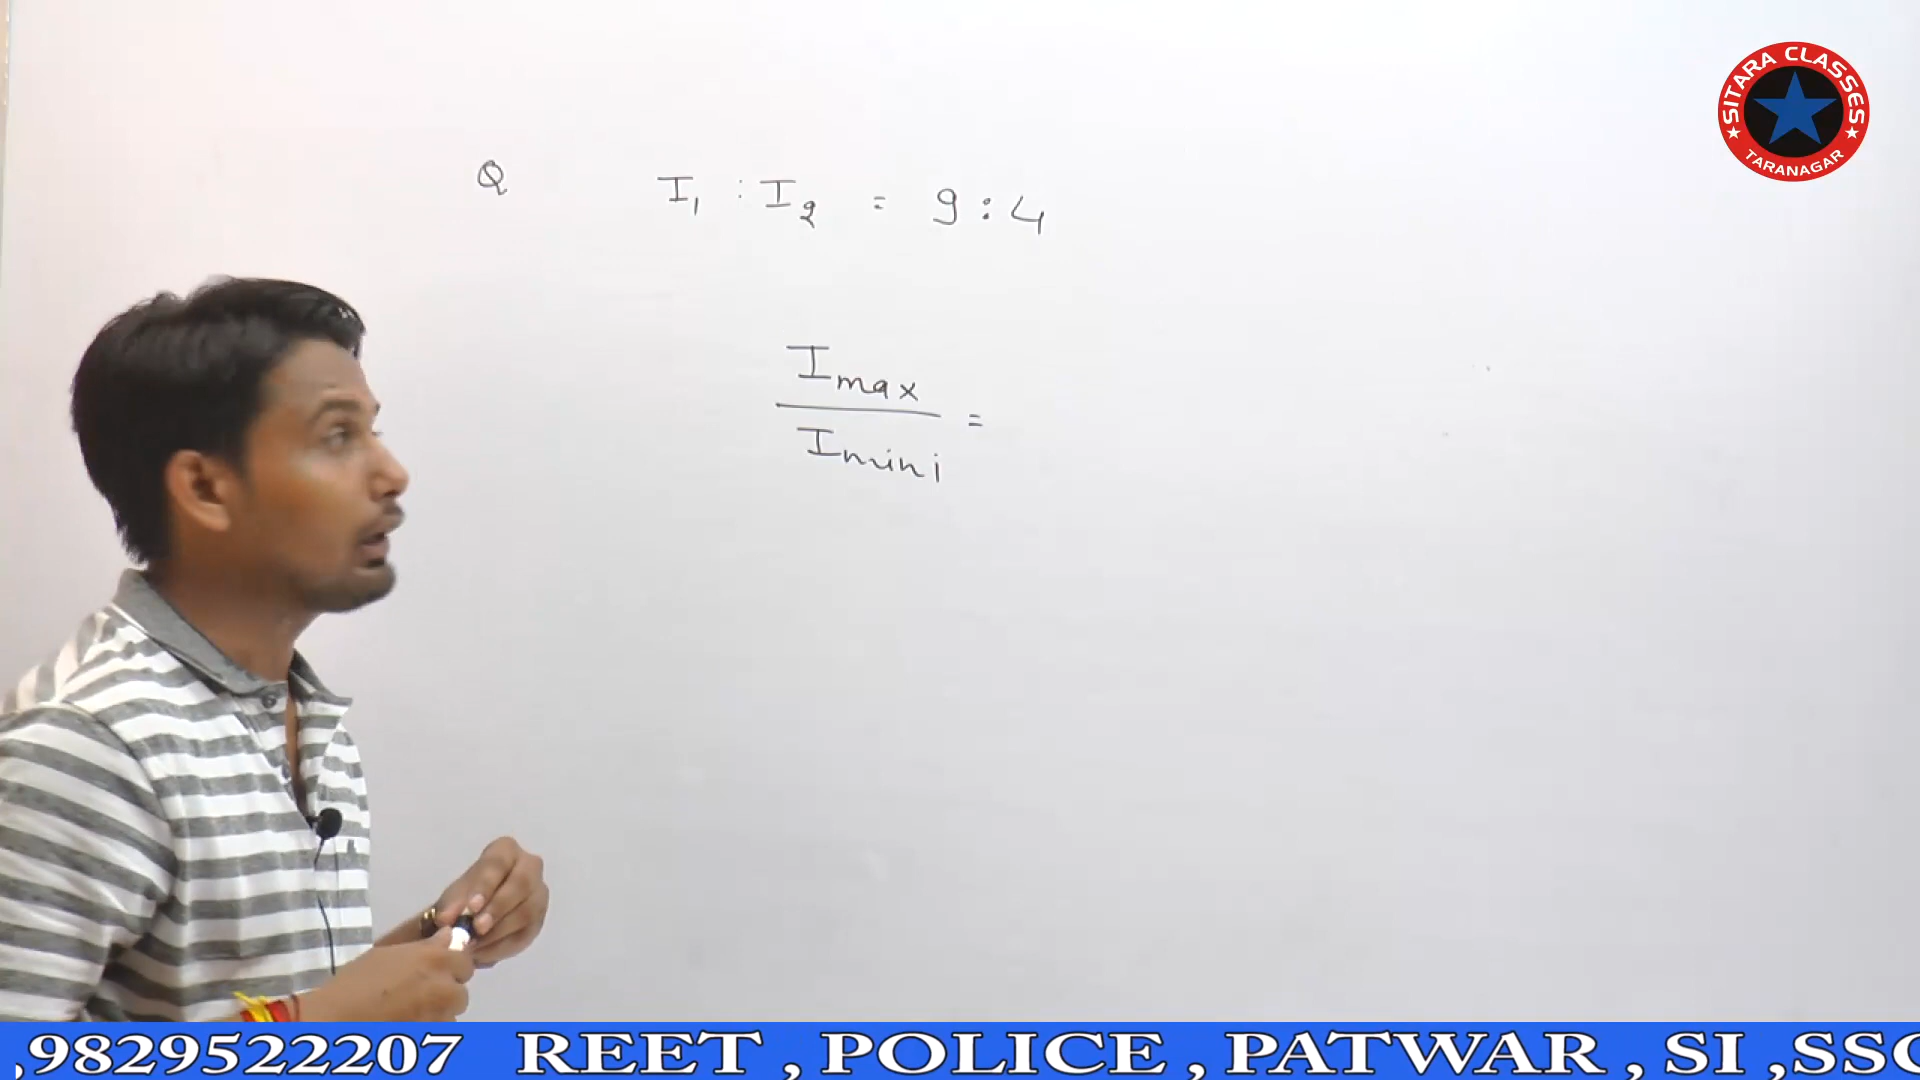 SITARA CLASSES
TARANAGAR
Q I₁ : I₂ = 9 : 4
Imax
Imini
=
,9829522207 REET , POLICE , PATWAR , SI ,SSC